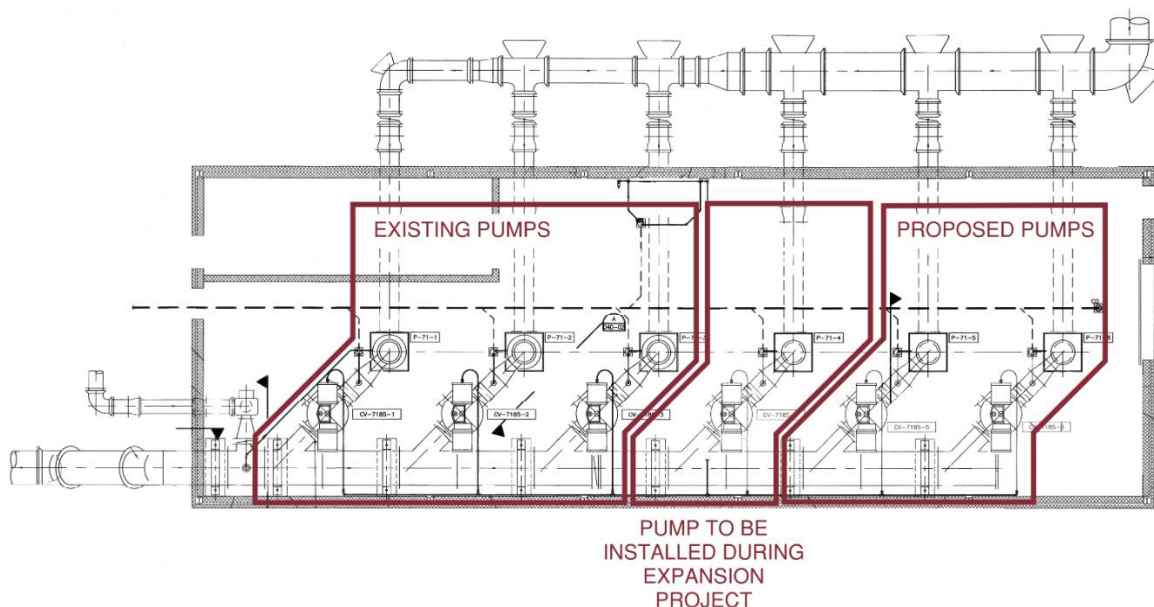 EXISTING PUMPS
PROPOSED PUMPS
P-71-1
P-71-2
P-71-4
P-71-5
CV-7185-1
CV-7185-2
CV-7185-5
PUMP TO BE
INSTALLED DURING
EXPANSION
PROJECT